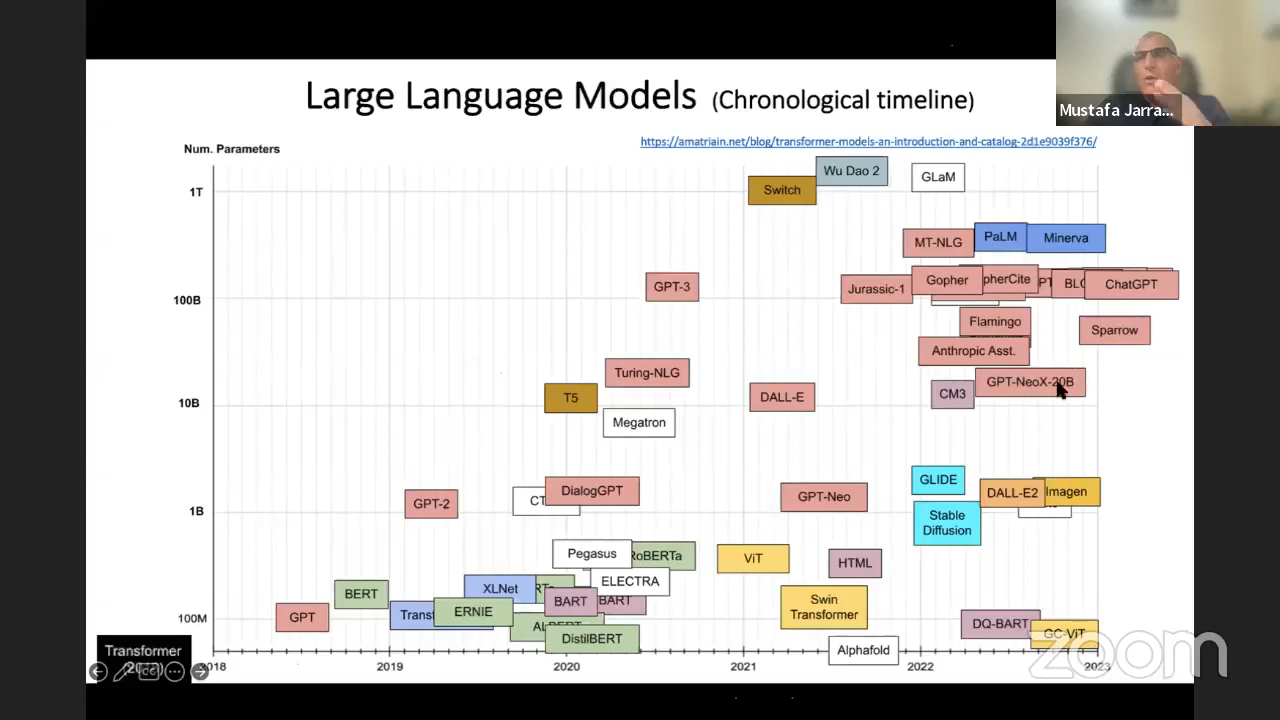 Large Language Models (Chronological timeline)
Mustafa Jarra...
https://amatriain.net/blog/transformer-models-an-introduction-and-catalog-2d1e9039f376/
Num. Parameters
Wu Dao 2
GLaM
Switch
1T
MT-NLG
PaLM
Minerva
GPT-3
Jurassic-1
Gopher
pherCite
PT
BLO
ChatGPT
100B
Flamingo
Sparrow
Anthropic Asst.
Turing-NLG
GPT-NeoX-20B
T5
DALL-E
CM3
10B
Megatron
GLIDE
GPT-2
CT
DialogGPT
GPT-Neo
DALL-E2
Imagen
1B
Stable
Diffusion
Pegasus
RoBERTa
ViT
HTML
ELECTRA
BERT
XLNet
BART
BART
GPT
Transf
ERNIE
Swin
Transformer
100M
ALBERT
DistilBERT
DQ-BART
GC-ViT
Alphafold
Transformer
2018
2019
2020
2021
2022
2023
zoom